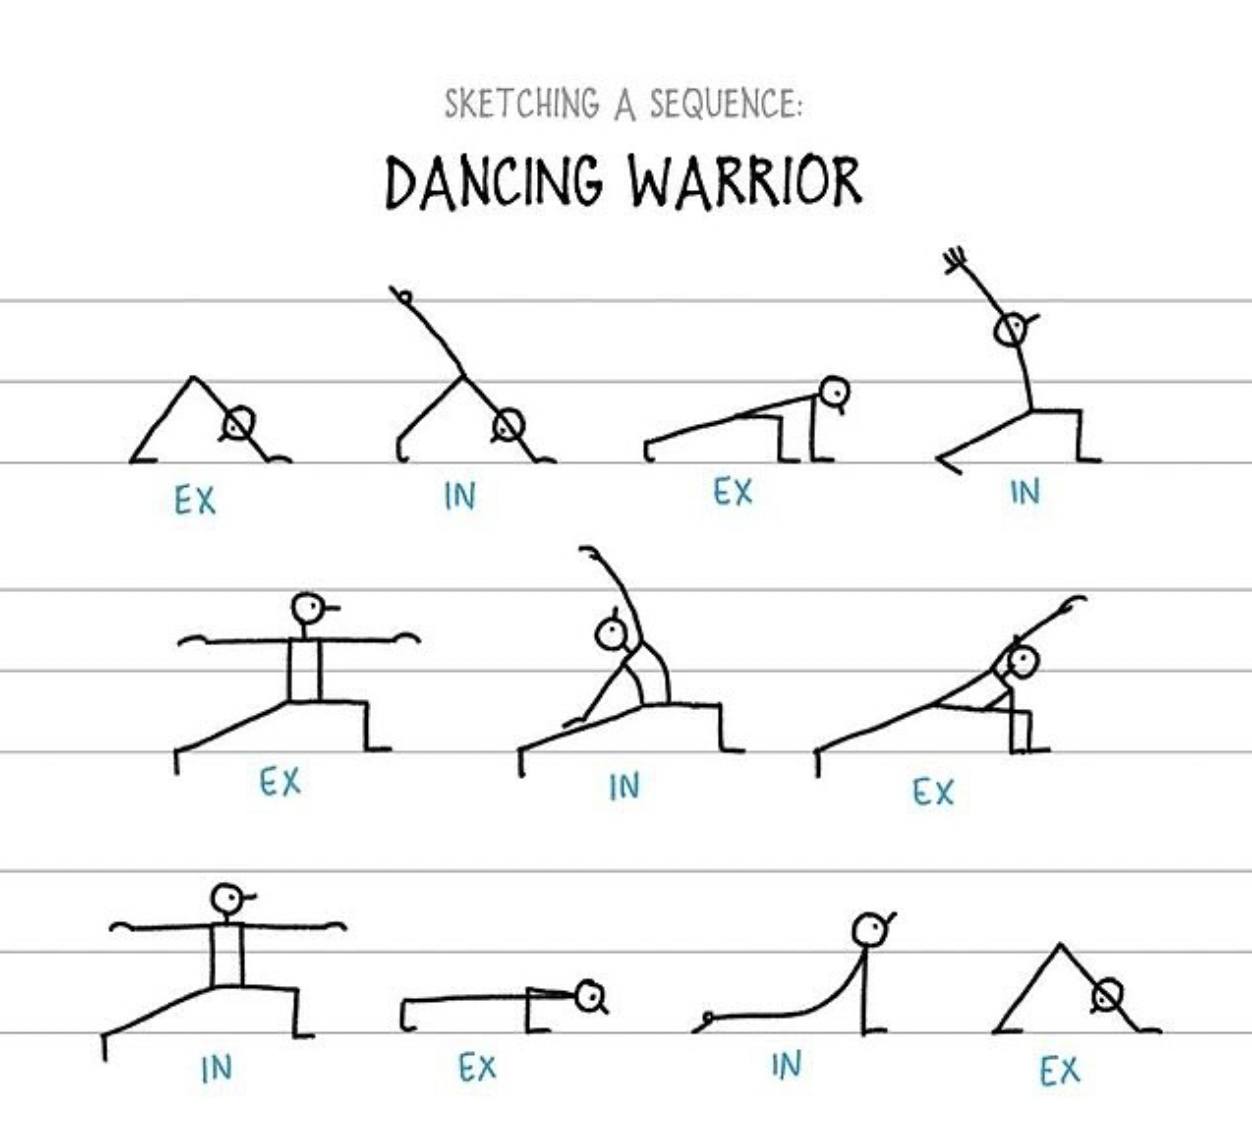 SKETCHING A SEQUENCE:
DANCING WARRIOR
EX IN EX IN
EX IN EX
IN EX IN EX